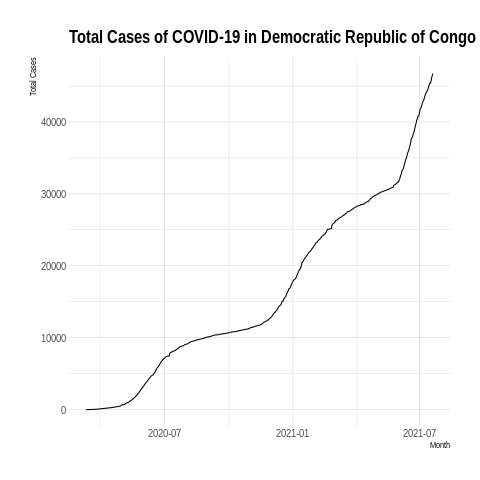 Total Cases of COVID-19 in Democratic Republic of Congo
Total Cases
40000
30000
20000
10000
0
2020-07 2021-01 2021-07
Month